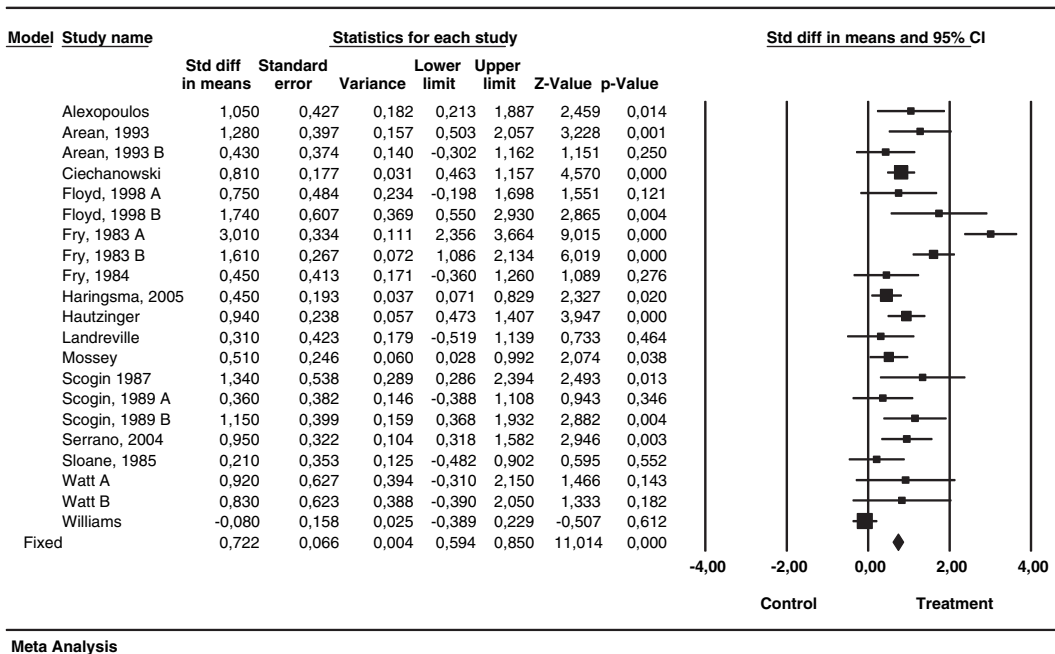 Model Study name Statistics for each study Std diff in means and 95% CI
Std diff Standard Lower Upper
in means error Variance limit limit Z-Value p-Value
Alexopoulos 1,050 0,427 0,182 0,213 1,887 2,459 0,014
Arean, 1993 1,280 0,397 0,157 0,503 2,057 3,228 0,001
Arean, 1993 B 0,430 0,374 0,140 -0,302 1,162 1,151 0,250
Ciechanowski 0,810 0,177 0,031 0,463 1,157 4,570 0,000
Floyd, 1998 A 0,750 0,484 0,234 -0,198 1,698 1,551 0,121
Floyd, 1998 B 1,740 0,607 0,369 0,550 2,930 2,865 0,004
Fry, 1983 A 3,010 0,334 0,111 2,356 3,664 9,015 0,000
Fry, 1983 B 1,610 0,267 0,072 1,086 2,134 6,019 0,000
Fry, 1984 0,450 0,413 0,171 -0,360 1,260 1,089 0,276
Haringsma, 2005 0,450 0,193 0,037 0,071 0,829 2,327 0,020
Hautzinger 0,940 0,238 0,057 0,473 1,407 3,947 0,000
Landreville 0,310 0,423 0,179 -0,519 1,139 0,733 0,464
Mossey 0,510 0,246 0,060 0,028 0,992 2,074 0,038
Scogin 1987 1,340 0,538 0,289 0,286 2,394 2,493 0,013
Scogin, 1989 A 0,360 0,382 0,146 -0,388 1,108 0,943 0,346
Scogin, 1989 B 1,150 0,399 0,159 0,368 1,932 2,882 0,004
Serrano, 2004 0,950 0,322 0,104 0,318 1,582 2,946 0,003
Sloane, 1985 0,210 0,353 0,125 -0,482 0,902 0,595 0,552
Watt A 0,920 0,627 0,394 -0,310 2,150 1,466 0,143
Watt B 0,830 0,623 0,388 -0,390 2,050 1,333 0,182
Williams -0,080 0,158 0,025 -0,389 0,229 -0,507 0,612
Fixed 0,722 0,066 0,004 0,594 0,850 11,014 0,000
-4,00 -2,00 0,00 2,00 4,00
Control Treatment
Meta Analysis